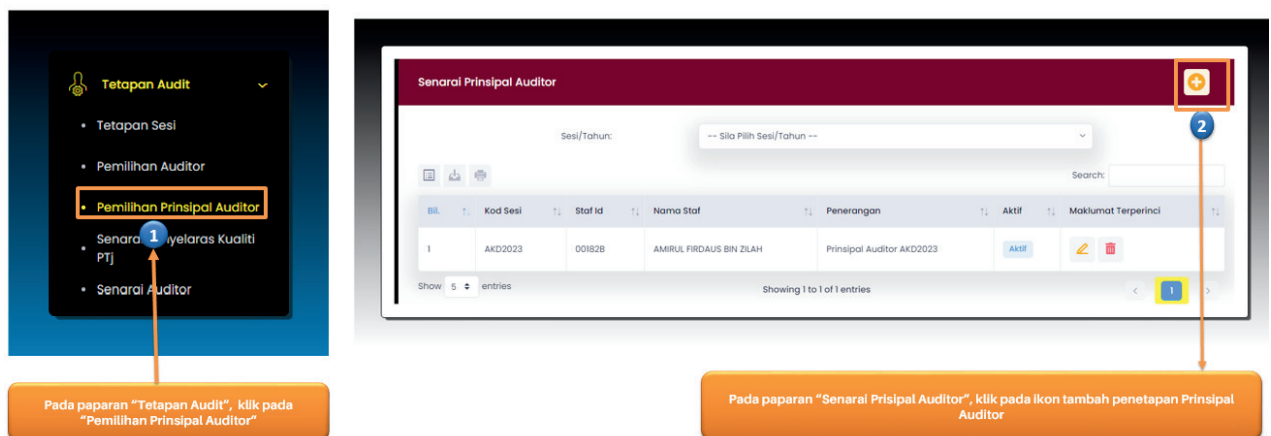 Tetapan Audit
Tetapan Sesi
Pemilihan Auditor
Pemilihan Prinsipal Auditor
1
Kualiti
PTj
Senarai Auditor
Pada paparan “Tetapan Audit”, klik pada
“Pemilihan Prinsipal Auditor”
Senarai Prinsipal Auditor
2
Sesi/Tahun: -- Sila Pilih Sesi/Tahun --
Search:
Bil. Kod Sesi Staf Id Nama Staf Penerangan Aktif Maklumat Terperinci
1 AKD2023 00182B AMIRUL FIRDAUS BIN ZILAH Prinsipal Auditor AKD2023 Aktif
Show 5 entries Showing 1 to 1 of 1 entries < 1 >
Pada paparan “Senarai Prisipal Auditor”, klik pada ikon tambah penetapan Prinsipal
Auditor